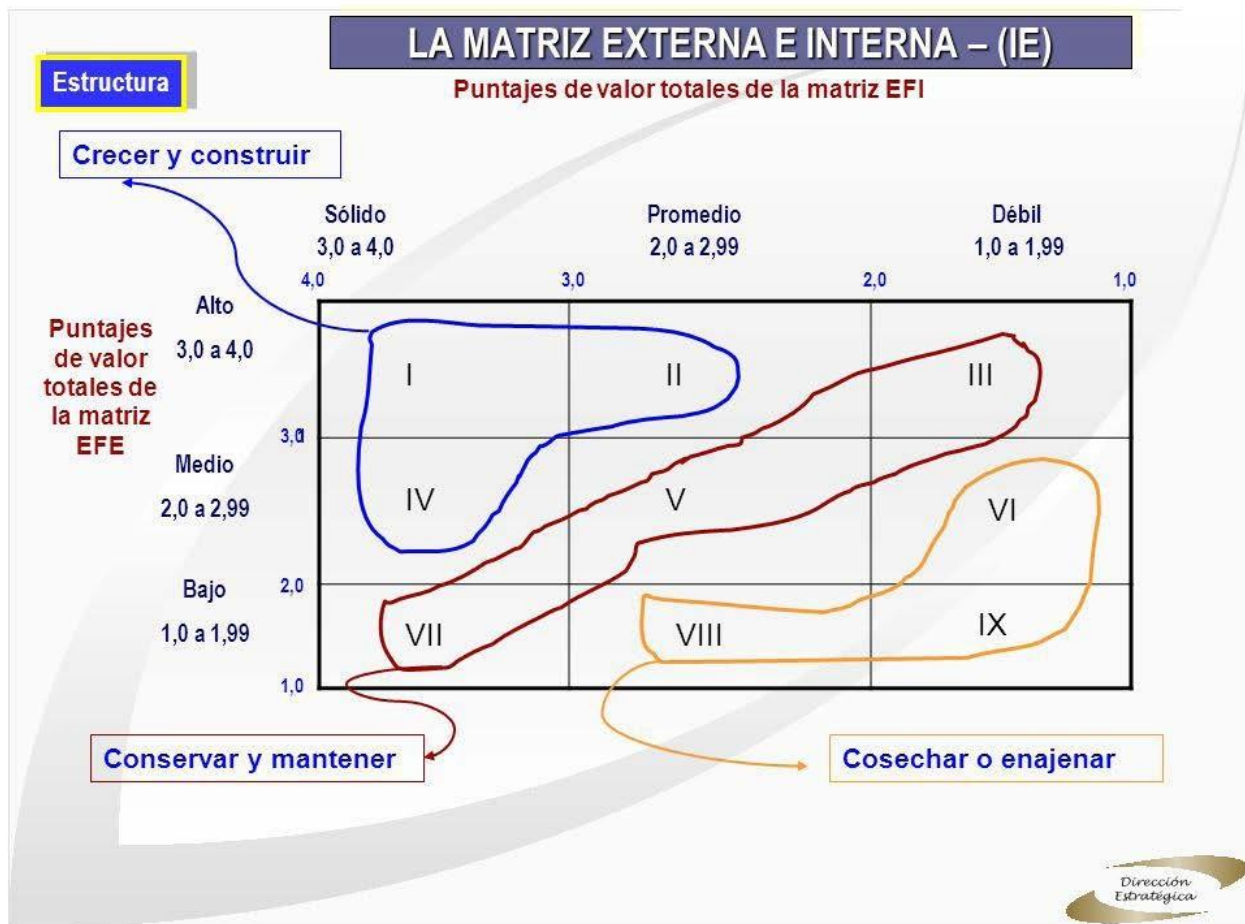 LA MATRIZ EXTERNA E INTERNA – (IE)
Estructura
Puntajes de valor totales de la matriz EFI
Crecer y construir
Sólido
3,0 a 4,0
Promedio
2,0 a 2,99
Débil
1,0 a 1,99
4,0
3,0
2,0
1,0
Puntajes
de valor
totales de
la matriz
EFE
Alto
3,0 a 4,0
I
II
III
3,0
Medio
2,0 a 2,99
IV
V
VI
2,0
Bajo
1,0 a 1,99
VII
VIII
IX
1,0
Conservar y mantener
Cosechar o enajenar
Dirección
Estratégica